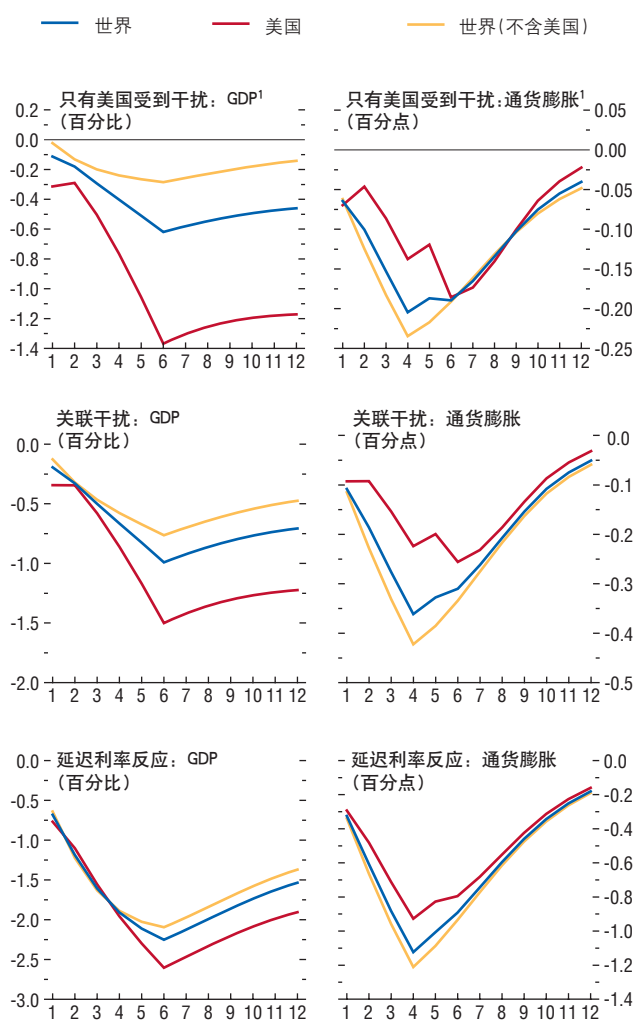 世界 美国 世界(不含美国)
只有美国受到干扰：GDP¹
(百分比)
0.2
0.0
-0.2
-0.4
-0.6
-0.8
-1.0
-1.2
-1.4
1 2 3 4 5 6 7 8 9 10 11 12
只有美国受到干扰：通货膨胀¹
(百分点)
0.05
0.00
-0.05
-0.10
-0.15
-0.20
-0.25
1 2 3 4 5 6 7 8 9 10 11 12
关联干扰：GDP
(百分比)
0.0
-0.5
-1.0
-1.5
-2.0
1 2 3 4 5 6 7 8 9 10 11 12
关联干扰：通货膨胀
(百分点)
0.0
-0.1
-0.2
-0.3
-0.4
-0.5
1 2 3 4 5 6 7 8 9 10 11 12
延迟利率反应：GDP
(百分比)
0.0
-0.5
-1.0
-1.5
-2.0
-2.5
-3.0
1 2 3 4 5 6 7 8 9 10 11 12
延迟利率反应：通货膨胀
(百分点)
0.0
-0.2
-0.4
-0.6
-0.8
-1.0
-1.2
-1.4
1 2 3 4 5 6 7 8 9 10 11 12